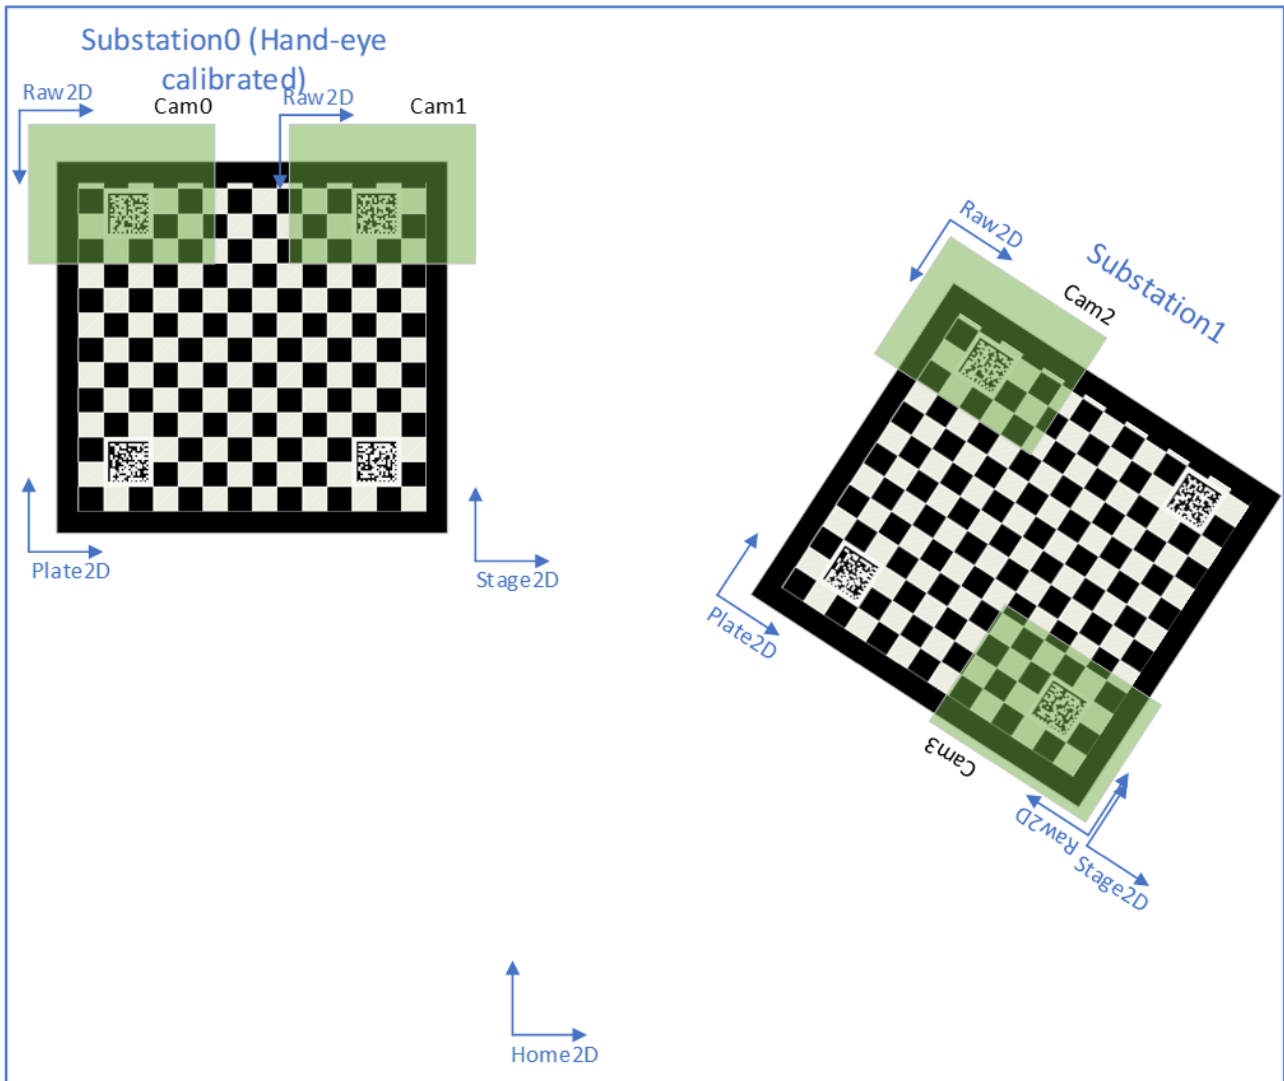 Substation0 (Hand-eye
calibrated)
Raw2D
Raw2D
Cam0
Cam1
Plate2D
Stage2D
Raw2D
Substation1
Cam2
Plate2D
Cam3
Raw2D
Stage2D
Home2D